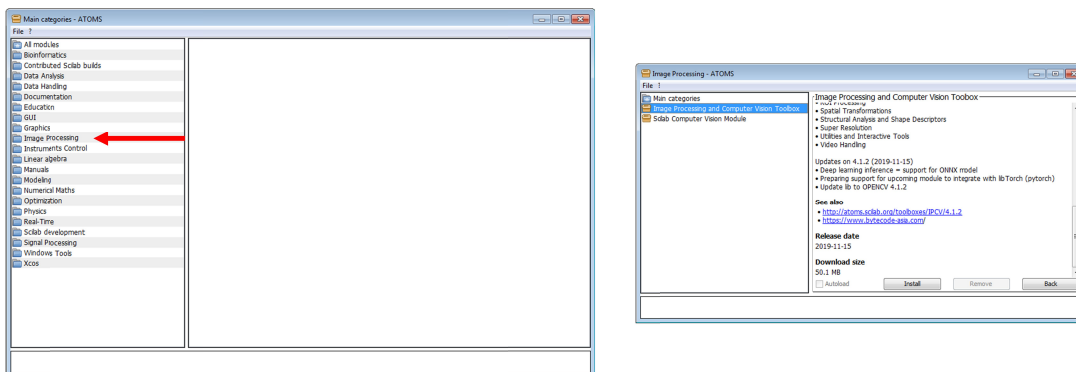 Main categories - ATOMS
File ?
All modules
Bioinformatics
Contributed Scilab builds
Data Analysis
Data Handling
Documentation
Education
GUI
Graphics
Image Processing
Instruments Control
Linear algebra
Manuals
Modeling
Numerical Maths
Optimization
Physics
Real-Time
Scilab development
Signal Processing
Windows Tools
Xcos
Image Processing - ATOMS
File ?
Main categories
Image Processing and Computer Vision Toolbox
Scilab Computer Vision Module
Image Processing and Computer Vision Toobox
• ROI Processing
• Spatial Transformations
• Structural Analysis and Shape Descriptors
• Super Resolution
• Utilities and Interactive Tools
• Video Handling
Updates on 4.1.2 (2019-11-15)
• Deep learning inference = support for ONNX model
• Preparing support for upcoming module to integrate with libTorch (pytorch)
• Update lib to OPENCV 4.1.2
See also
• http://atoms.scilab.org/toolboxes/IPCV/4.1.2
• https://www.bytecode-asia.com/
Release date
2019-11-15
Download size
50.1 MB
Autoload
Install
Remove
Back